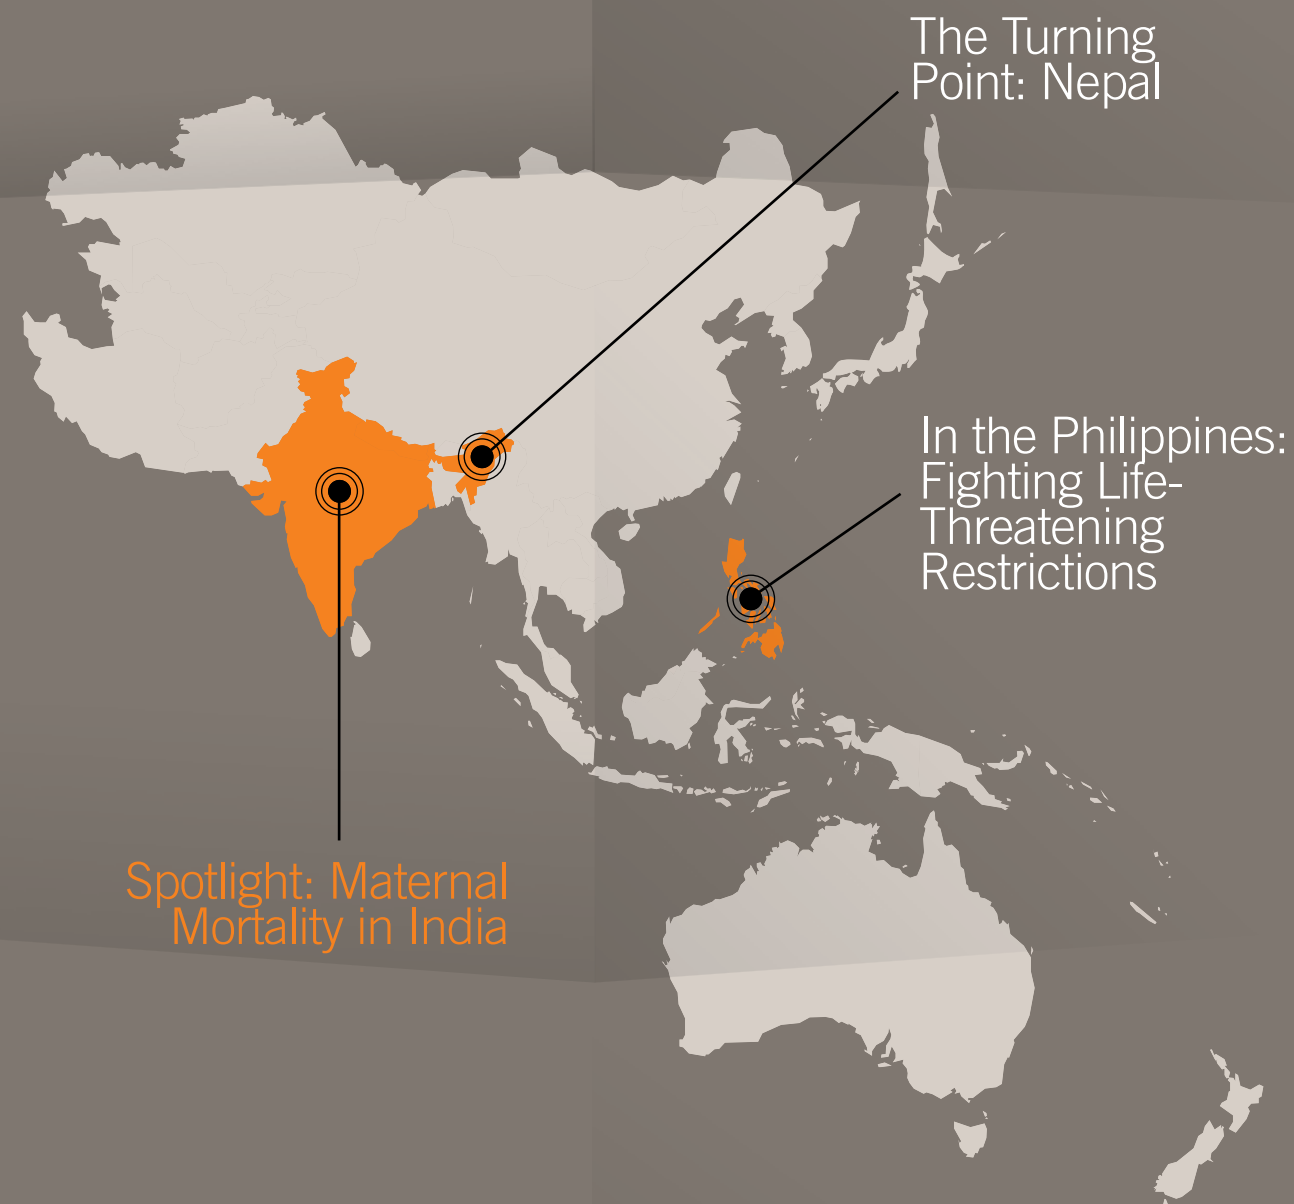 The Turning
Point: Nepal
In the Philippines:
Fighting Life-
Threatening
Restrictions
Spotlight: Maternal
Mortality in India